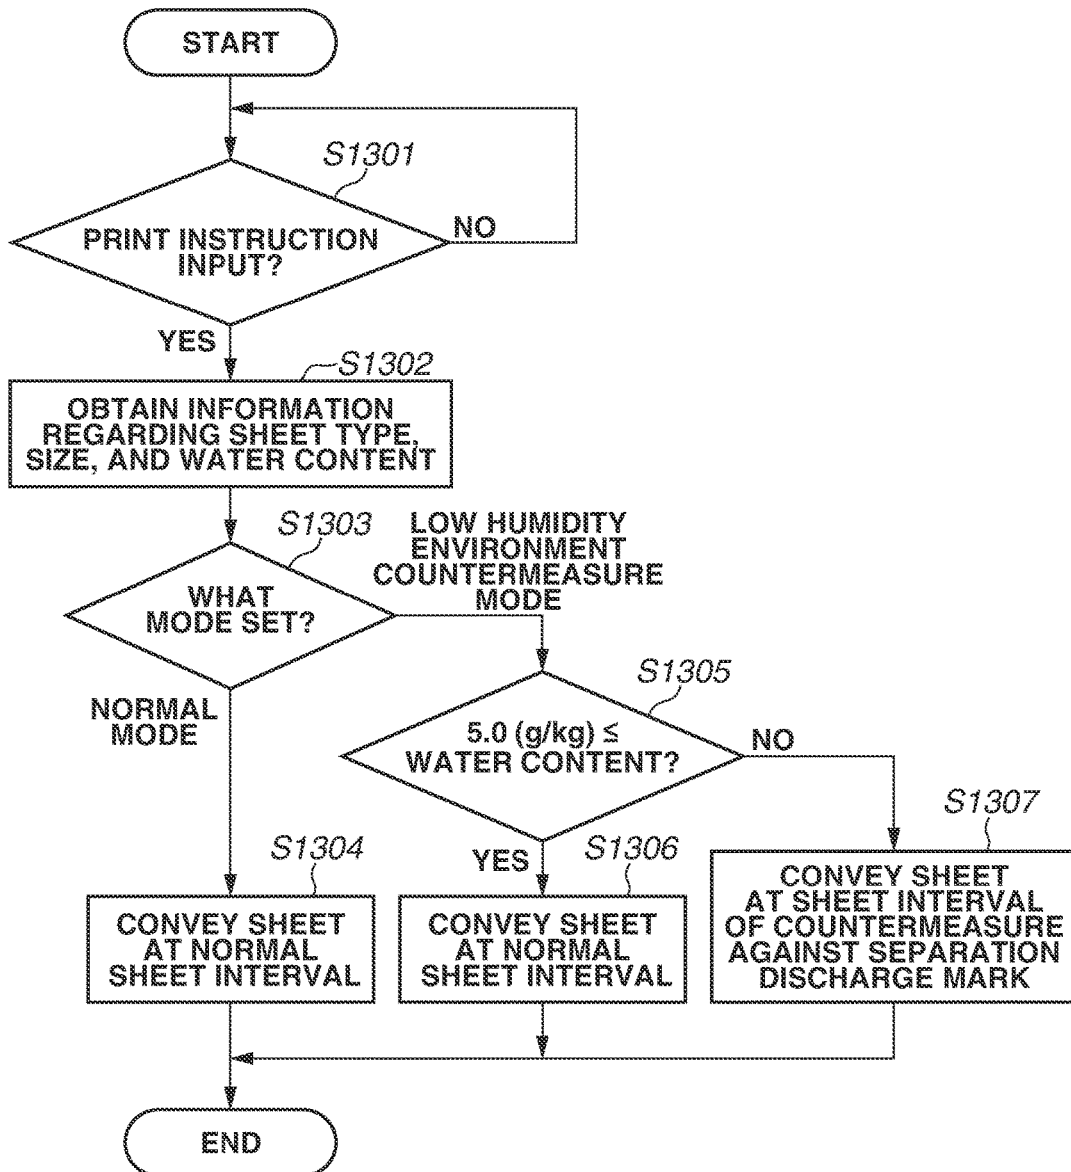 START
S1301
PRINT INSTRUCTION
INPUT?
NO
YES
S1302
OBTAIN INFORMATION
REGARDING SHEET TYPE,
SIZE, AND WATER CONTENT
S1303
WHAT
MODE SET?
LOW HUMIDITY
ENVIRONMENT
COUNTERMEASURE
MODE
NORMAL
MODE
S1305
5.0 (g/kg) ≤
WATER CONTENT?
NO
YES
S1304
CONVEY SHEET
AT NORMAL
SHEET INTERVAL
S1306
CONVEY SHEET
AT NORMAL
SHEET INTERVAL
S1307
CONVEY SHEET
AT SHEET INTERVAL
OF COUNTERMEASURE
AGAINST SEPARATION
DISCHARGE MARK
END